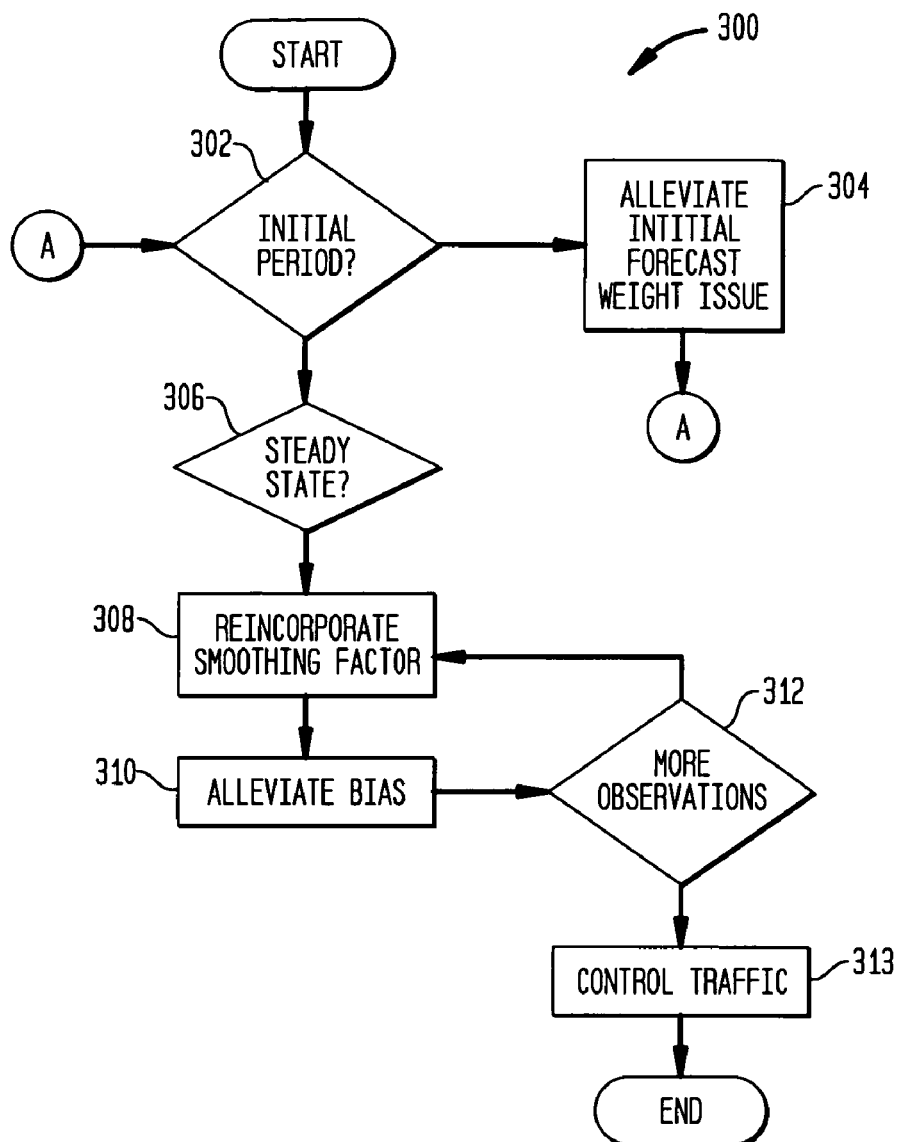 START
300
302
INITIAL
PERIOD?
A
ALLEVIATE
INTITIAL
FORECAST
WEIGHT ISSUE
304
A
306
STEADY
STATE?
308
REINCORPORATE
SMOOTHING FACTOR
312
MORE
OBSERVATIONS
310
ALLEVIATE BIAS
CONTROL TRAFFIC
313
END